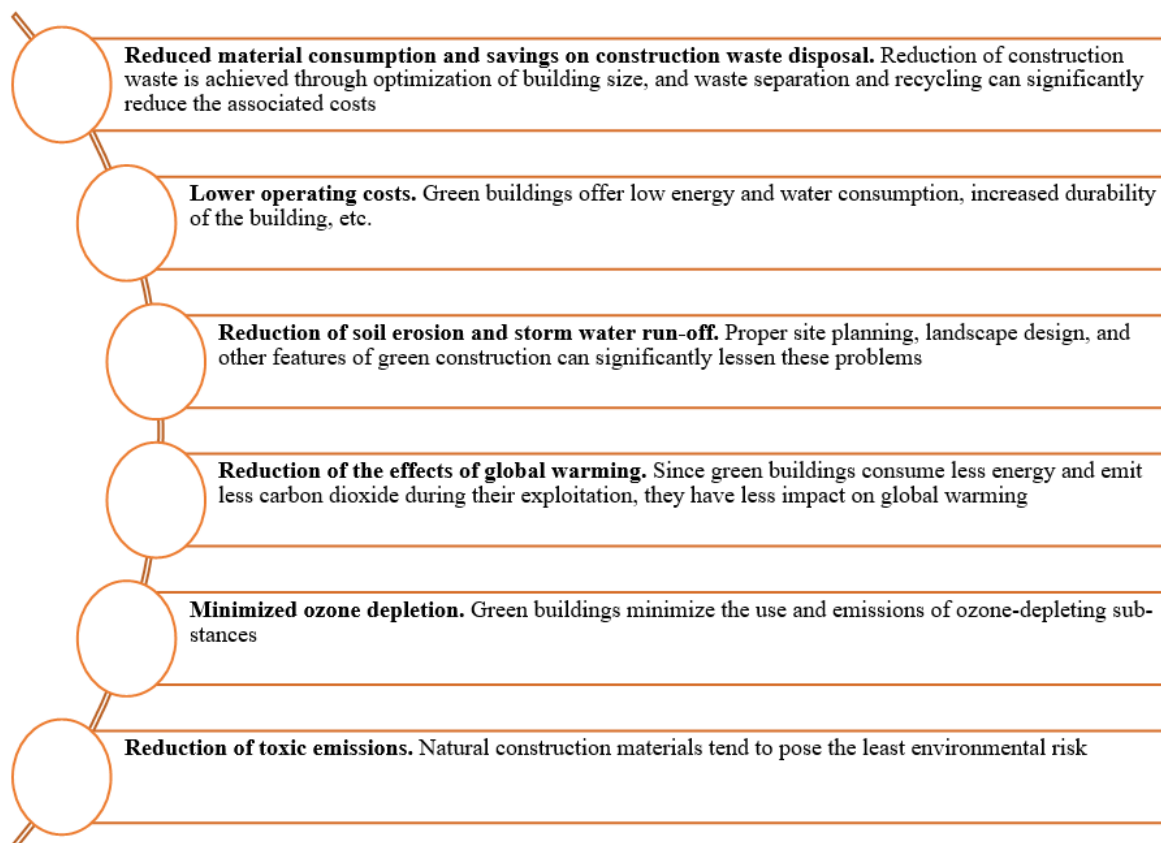 Reduced material consumption and savings on construction waste disposal. Reduction of construction
waste is achieved through optimization of building size, and waste separation and recycling can significantly
reduce the associated costs
Lower operating costs. Green buildings offer low energy and water consumption, increased durability
of the building, etc.
Reduction of soil erosion and storm water run-off. Proper site planning, landscape design, and
other features of green construction can significantly lessen these problems
Reduction of the effects of global warming. Since green buildings consume less energy and emit
less carbon dioxide during their exploitation, they have less impact on global warming
Minimized ozone depletion. Green buildings minimize the use and emissions of ozone-depleting sub-
stances
Reduction of toxic emissions. Natural construction materials tend to pose the least environmental risk